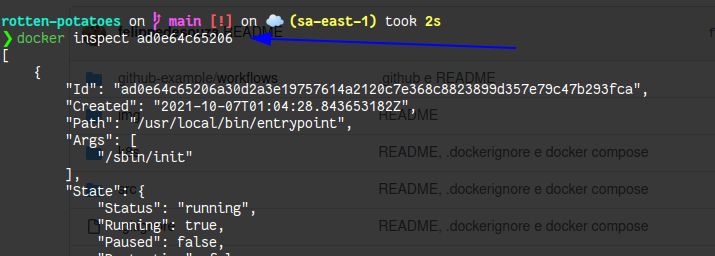 rotten-potatoes on main [!] on (sa-east-1) took 2s
❯ docker inspect ad0e64c65206
[
{
"Id": "ad0e64c65206a30d2a3e19757614a2120c7e368c8823899d357e79c47b293fca",
github-example/workflows .github e README
"Created": "2021-10-07T01:04:28.843653182Z",
"Path": "/usr/local/bin/entrypoint",
README
"Args": [
"/sbin/init"
README, .dockerignore e docker compose
],
"State": {
README, .dockerignore e docker compose
"Status": "running",
"Running": true,
README, .dockerignore e docker compose
"Paused": false,